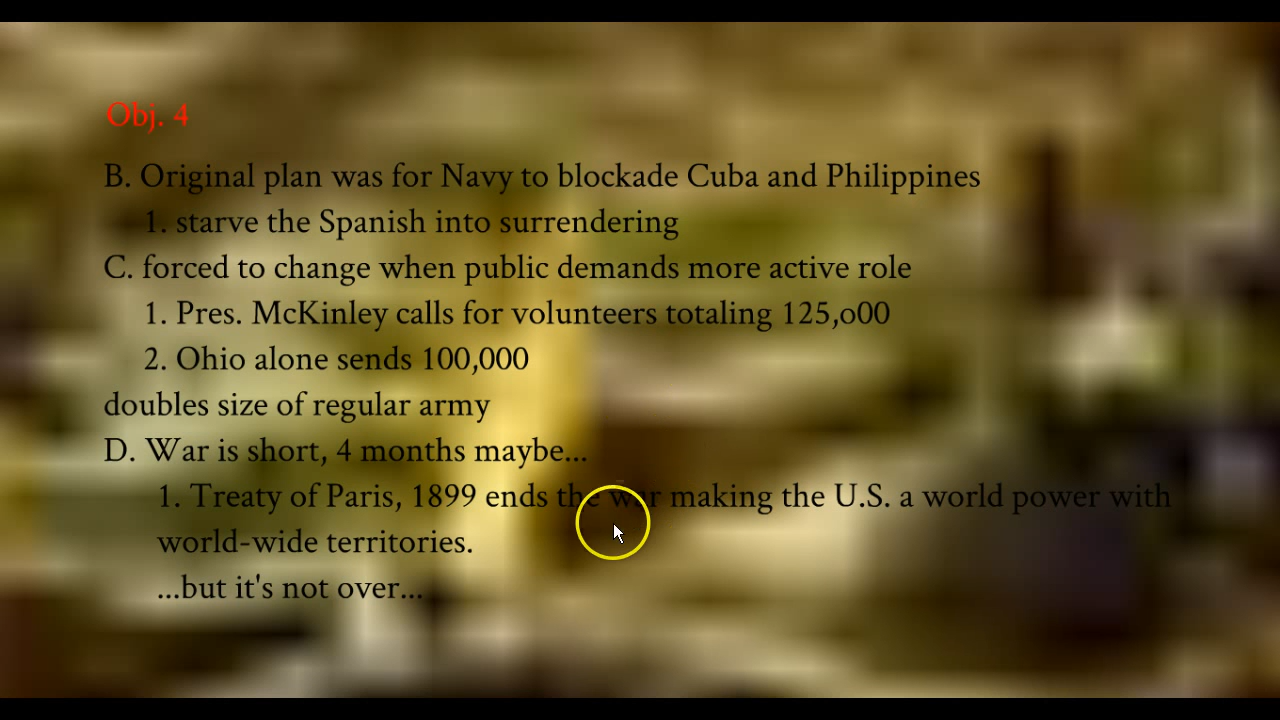 Obj. 4
B. Original plan was for Navy to blockade Cuba and Philippines
1. starve the Spanish into surrendering
C. forced to change when public demands more active role
1. Pres. McKinley calls for volunteers totaling 125,o00
2. Ohio alone sends 100,000
doubles size of regular army
D. War is short, 4 months maybe...
1. Treaty of Paris, 1899 ends the war making the U.S. a world power with
world-wide territories.
...but it's not over...